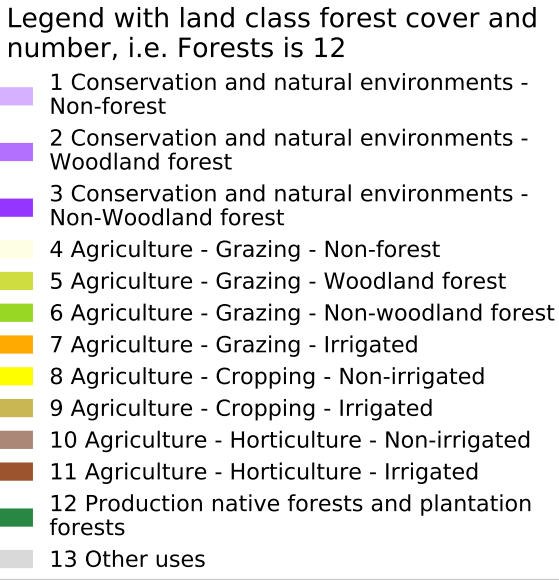 Legend with land class forest cover and
number, i.e. Forests is 12
1 Conservation and natural environments -
Non-forest
2 Conservation and natural environments -
Woodland forest
3 Conservation and natural environments -
Non-Woodland forest
4 Agriculture - Grazing - Non-forest
5 Agriculture - Grazing - Woodland forest
6 Agriculture - Grazing - Non-woodland forest
7 Agriculture - Grazing - Irrigated
8 Agriculture - Cropping - Non-irrigated
9 Agriculture - Cropping - Irrigated
10 Agriculture - Horticulture - Non-irrigated
11 Agriculture - Horticulture - Irrigated
12 Production native forests and plantation
forests
13 Other uses